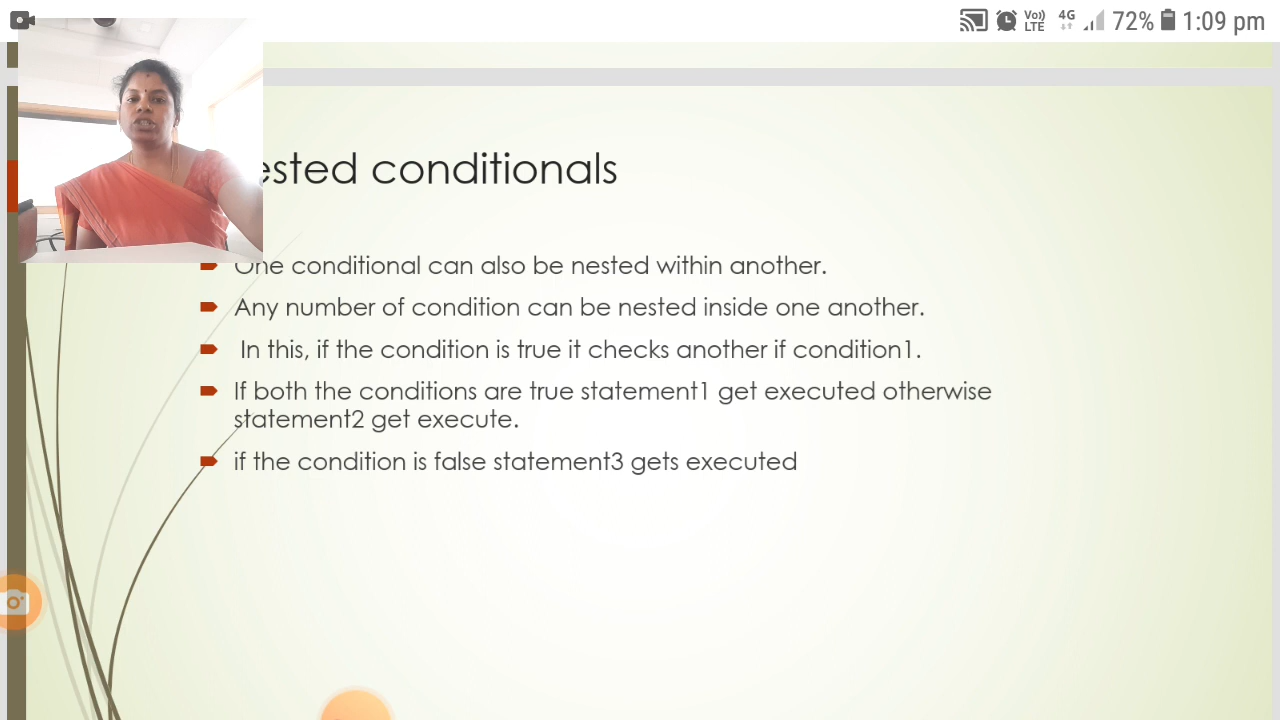 Vo))
LTE
4G
72%
1:09 pm
ested conditionals
One conditional can also be nested within another.
Any number of condition can be nested inside one another.
In this, if the condition is true it checks another if condition1.
If both the conditions are true statement1 get executed otherwise
statement2 get execute.
if the condition is false statement3 gets executed